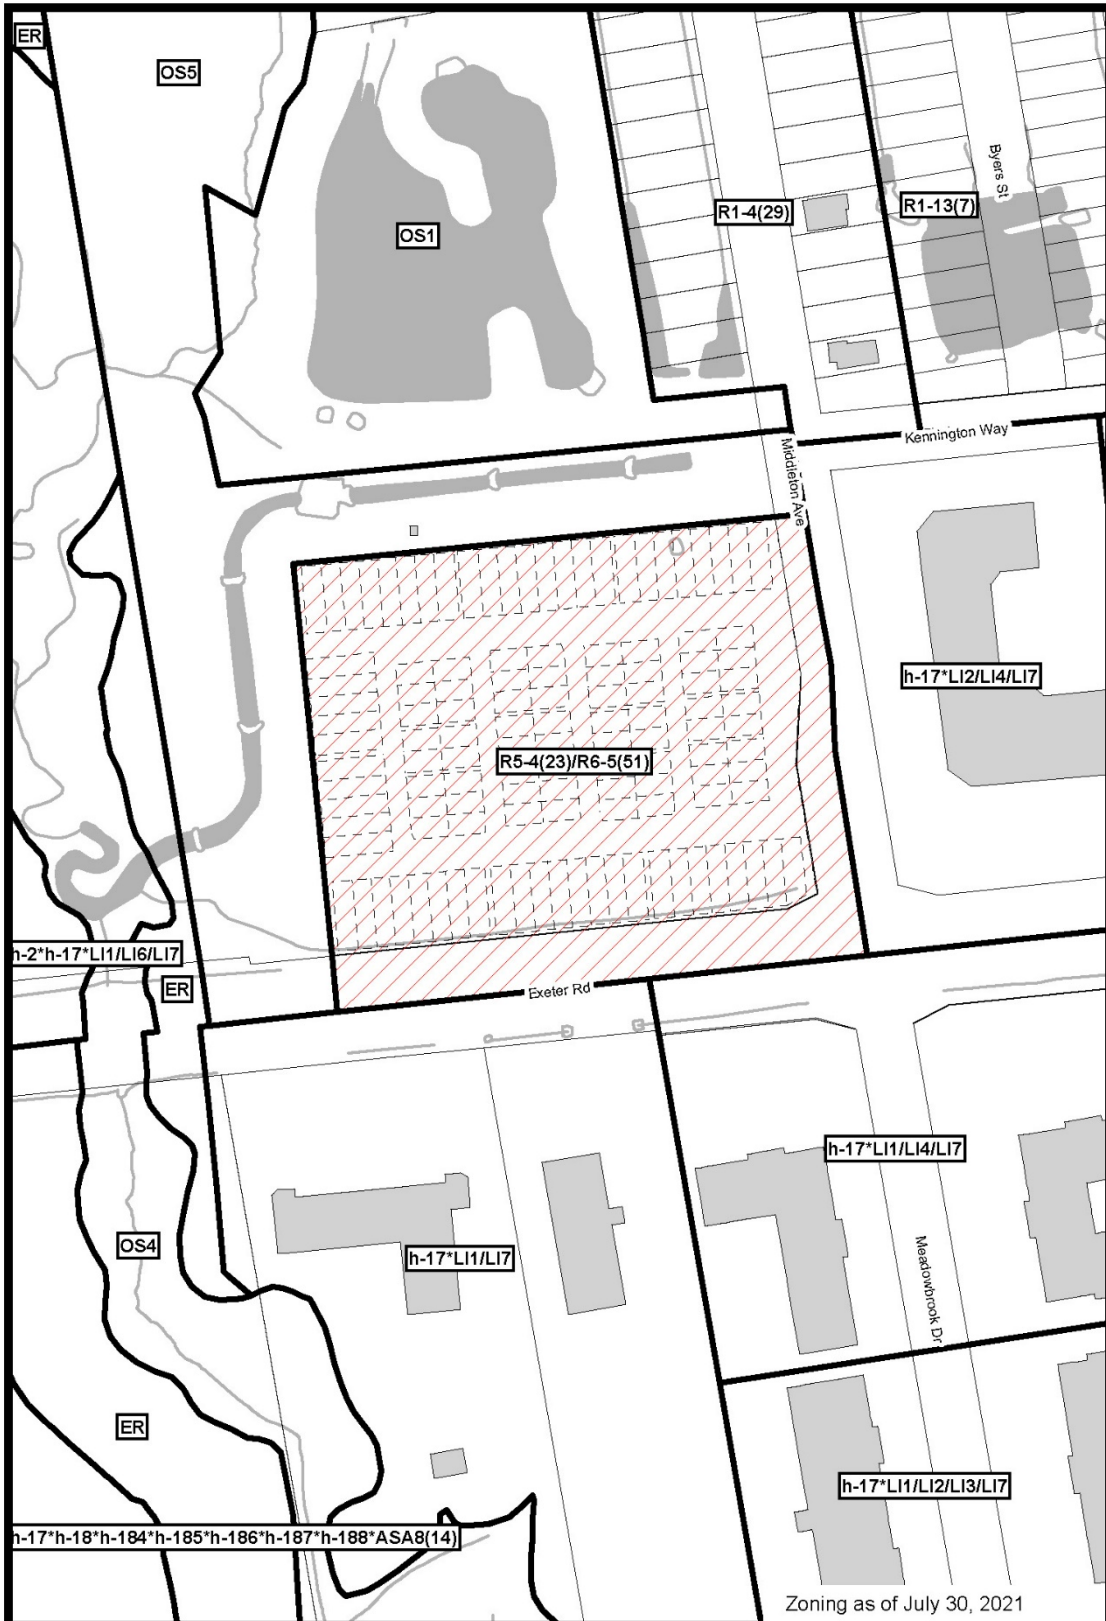 ER
OS5
Byers St
OS1
R1-4(29)
R1-13(7)
Kennington Way
Middleton Ave
h-17*LI2/LI4/LI7
R5-4(23)/R6-5(51)
h-2*h-17*LI1/LI6/LI7
ER
Exeter Rd
h-17*LI1/LI4/LI7
OS4
h-17*LI1/LI7
Meadowbrook Dr
ER
h-17*LI1/LI2/LI3/LI7
h-17*h-18*h-184*h-185*h-186*h-187*h-188*ASA8(14)
Zoning as of July 30, 2021